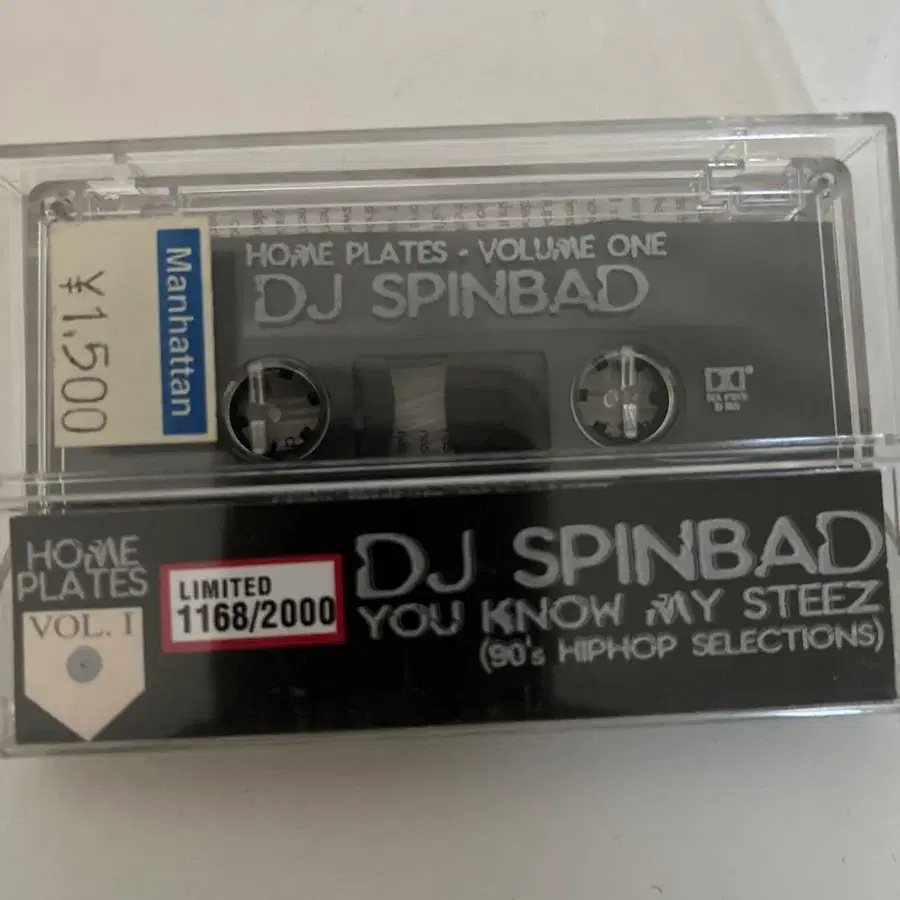 Manhattan
¥1,500
HOME PLATES - VOLUME ONE
DJ SPINBAD
HOME
PLATES
VOL. I
LIMITED
1168/2000
DJ SPINBAD
YOU KNOW MY STEEZ
(90's HIPHOP SELECTIONS)